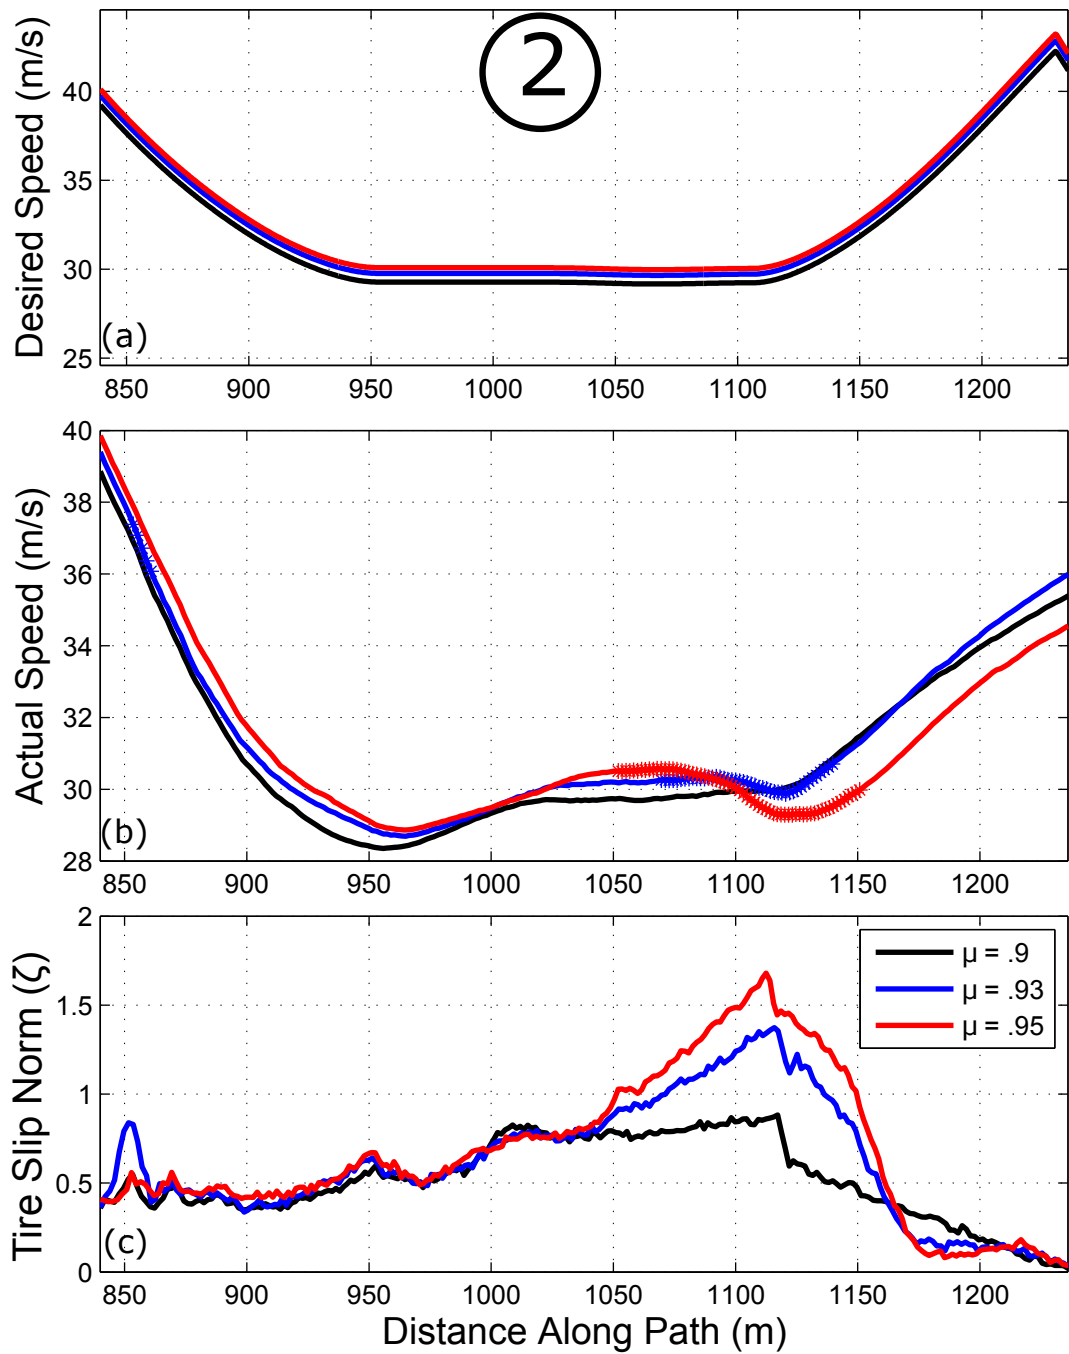 2
Desired Speed (m/s)
40
35
30
25
(a)
850 900 950 1000 1050 1100 1150 1200
Actual Speed (m/s)
40
38
36
34
32
30
28
(b)
850 900 950 1000 1050 1100 1150 1200
Tire Slip Norm (ζ)
2
1.5
1
0.5
0
(c)
μ = .9
μ = .93
μ = .95
850 900 950 1000 1050 1100 1150 1200
Distance Along Path (m)